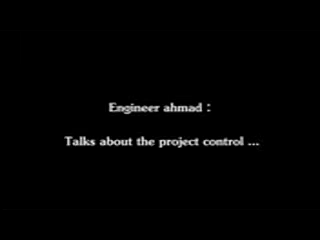 Engineer ahmad :
Talks about the project control ...